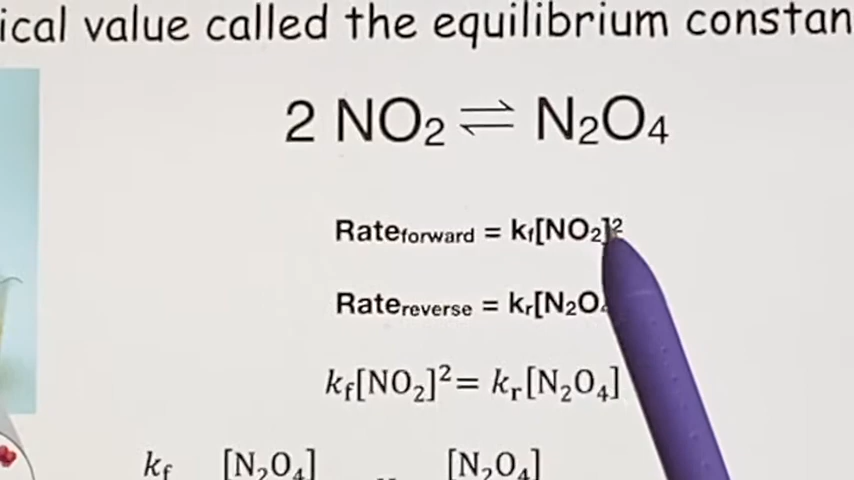 ical value called the equilibrium constan
2 NO₂ ⇌ N₂O₄
Rateforward = kf[NO₂]²
Ratereverse = kr[N₂O
kf[NO₂]² = kr[N₂O₄]
kf [N₂O₄] [N₂O₄]